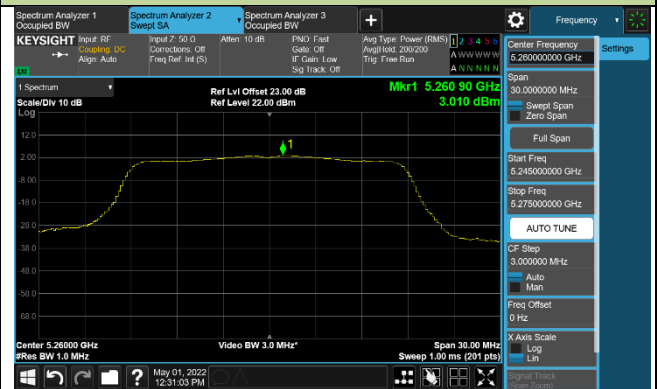 Spectrum Analyzer 1
Occupied BW
Spectrum Analyzer 2
Swept SA
Spectrum Analyzer 3
Occupied BW
+
Frequency
KEYSIGHT
Input: RF
Coupling: DC
Align: Auto
Input Z: 50 Ω
Corrections: Off
Freq Ref: Int (S)
Atten: 10 dB
PNO: Fast
Gate: Off
IF Gain: Low
Sig Track: Off
Avg Type: Power (RMS)
Avg|Hold: 200/200
Trig: Free Run
1 2 3 4 5 6
A W W W W W
A N N N N N
LXI
1 Spectrum
Scale/Div 10 dB
Log
Ref Lvl Offset 23.00 dB
Ref Level 22.00 dBm
Mkr1 5.260 90 GHz
3.010 dBm
1
12.0
2.00
-8.00
-18.0
-28.0
-38.0
-48.0
-58.0
-68.0
Center 5.26000 GHz
#Res BW 1.0 MHz
Video BW 3.0 MHz*
Span 30.00 MHz
Sweep 1.00 ms (201 pts)
Center Frequency
5.260000000 GHz
Settings
Span
30.0000000 MHz
Swept Span
Zero Span
Full Span
Start Freq
5.245000000 GHz
Stop Freq
5.275000000 GHz
AUTO TUNE
CF Step
3.000000 MHz
Auto
Man
Freq Offset
0 Hz
X Axis Scale
Log
Lin
Signal Track
(Span Zoom)
?
May 01, 2022
12:31:03 PM